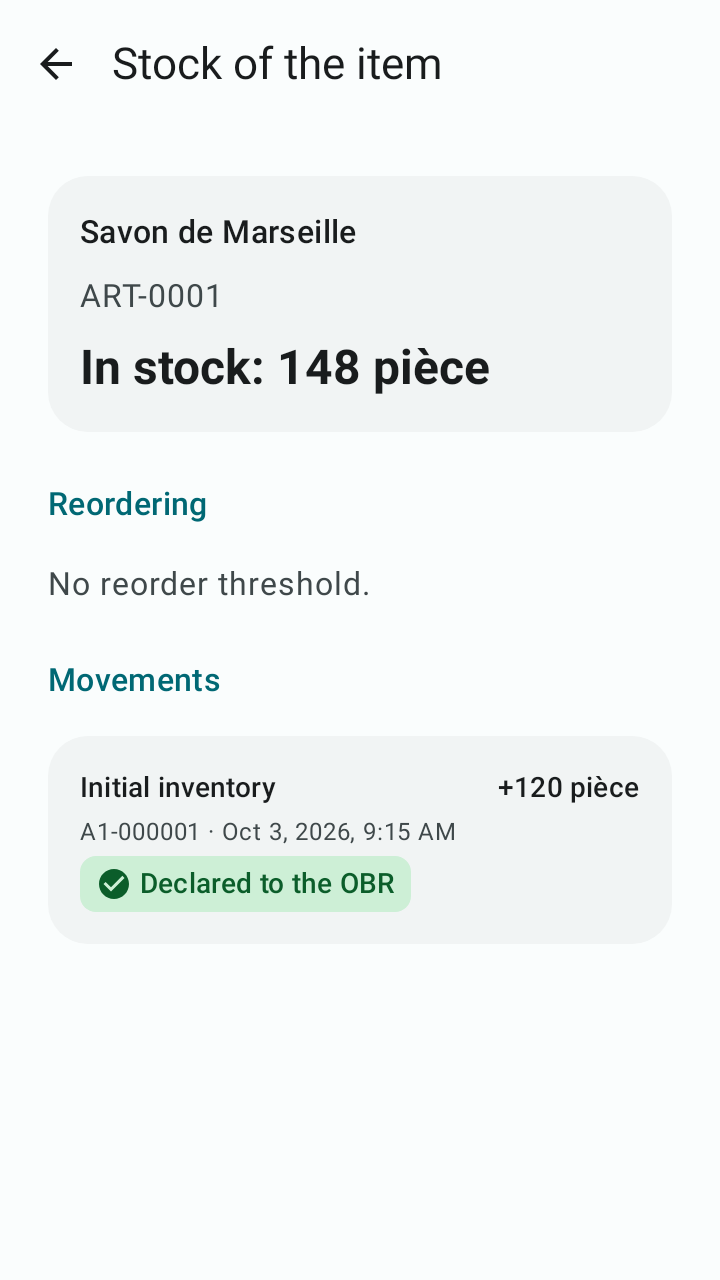 Stock of the item
Savon de Marseille
ART-0001
In stock: 148 pièce
Reordering
No reorder threshold.
Movements
Initial inventory +120 pièce
A1-000001 · Oct 3, 2026, 9:15 AM
Declared to the OBR